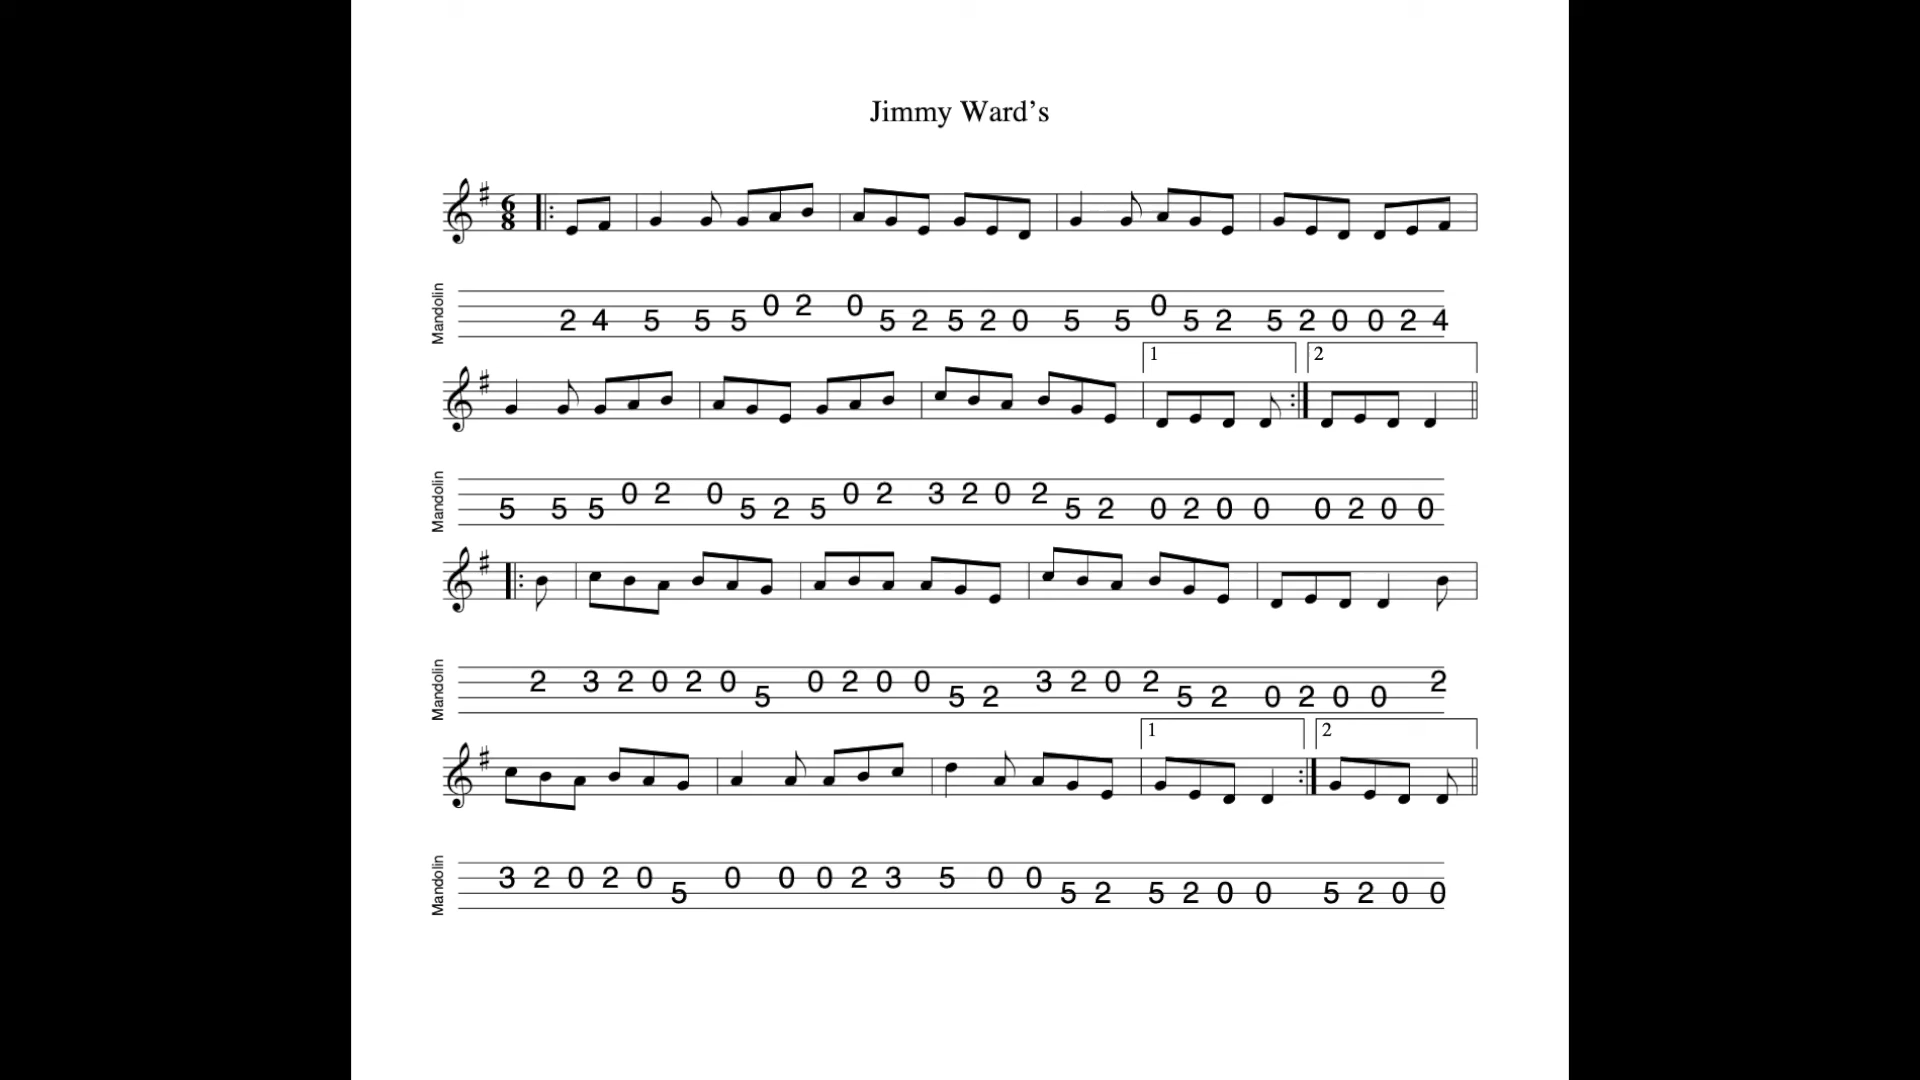 Jimmy Ward’s
6
8
Mandolin
2 4 5 5 5 0 2 0 5 2 5 2 0 5 5 0 5 2 5 2 0 0 2 4
1 2
Mandolin
5 5 5 0 2 0 5 2 5 0 2 3 2 0 2 5 2 0 2 0 0 0 2 0 0
Mandolin
2 3 2 0 2 0 5 0 2 0 0 5 2 3 2 0 2 5 2 0 2 0 0 2
1 2
Mandolin
3 2 0 2 0 5 0 0 0 2 3 5 0 0 5 2 5 2 0 0 5 2 0 0